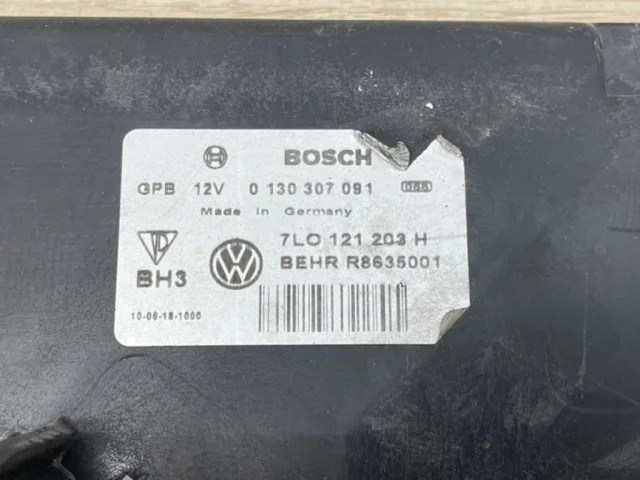 BOSCH
GPB 12V 0 130 307 091
Made in Germany
7L0 121 203 H
BEHR R8635001
BH3
10-06-18-1000